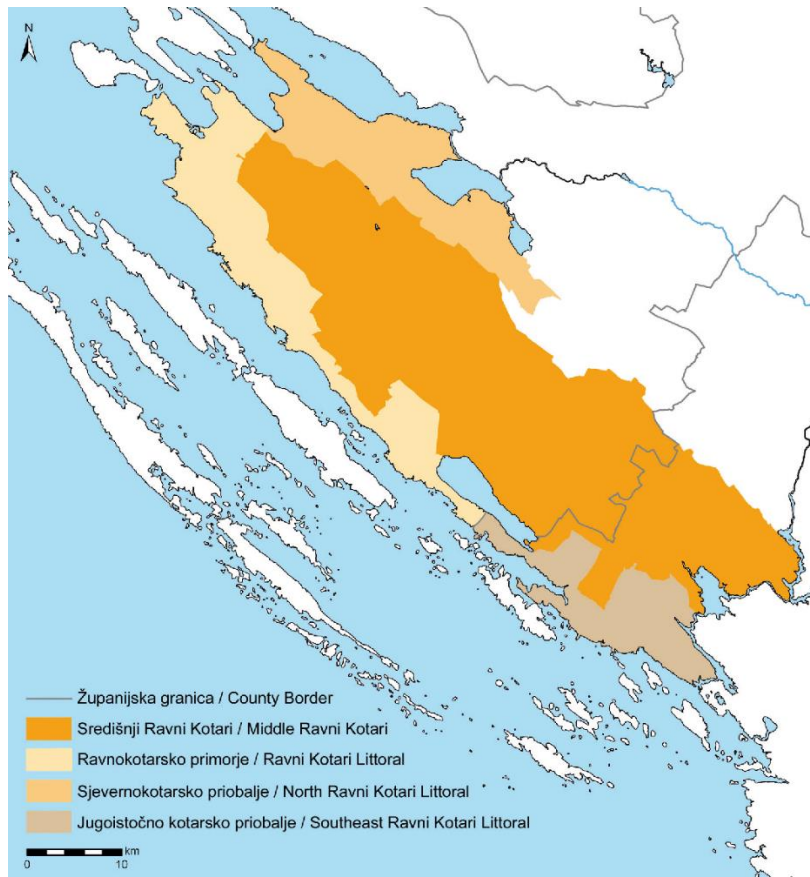 N
Županijska granica / County Border
Središnji Ravni Kotari / Middle Ravni Kotari
Ravnokotarsko primorje / Ravni Kotari Littoral
Sjevernokotarsko priobalje / North Ravni Kotari Littoral
Jugoistočno kotarsko priobalje / Southeast Ravni Kotari Littoral
km
0 10